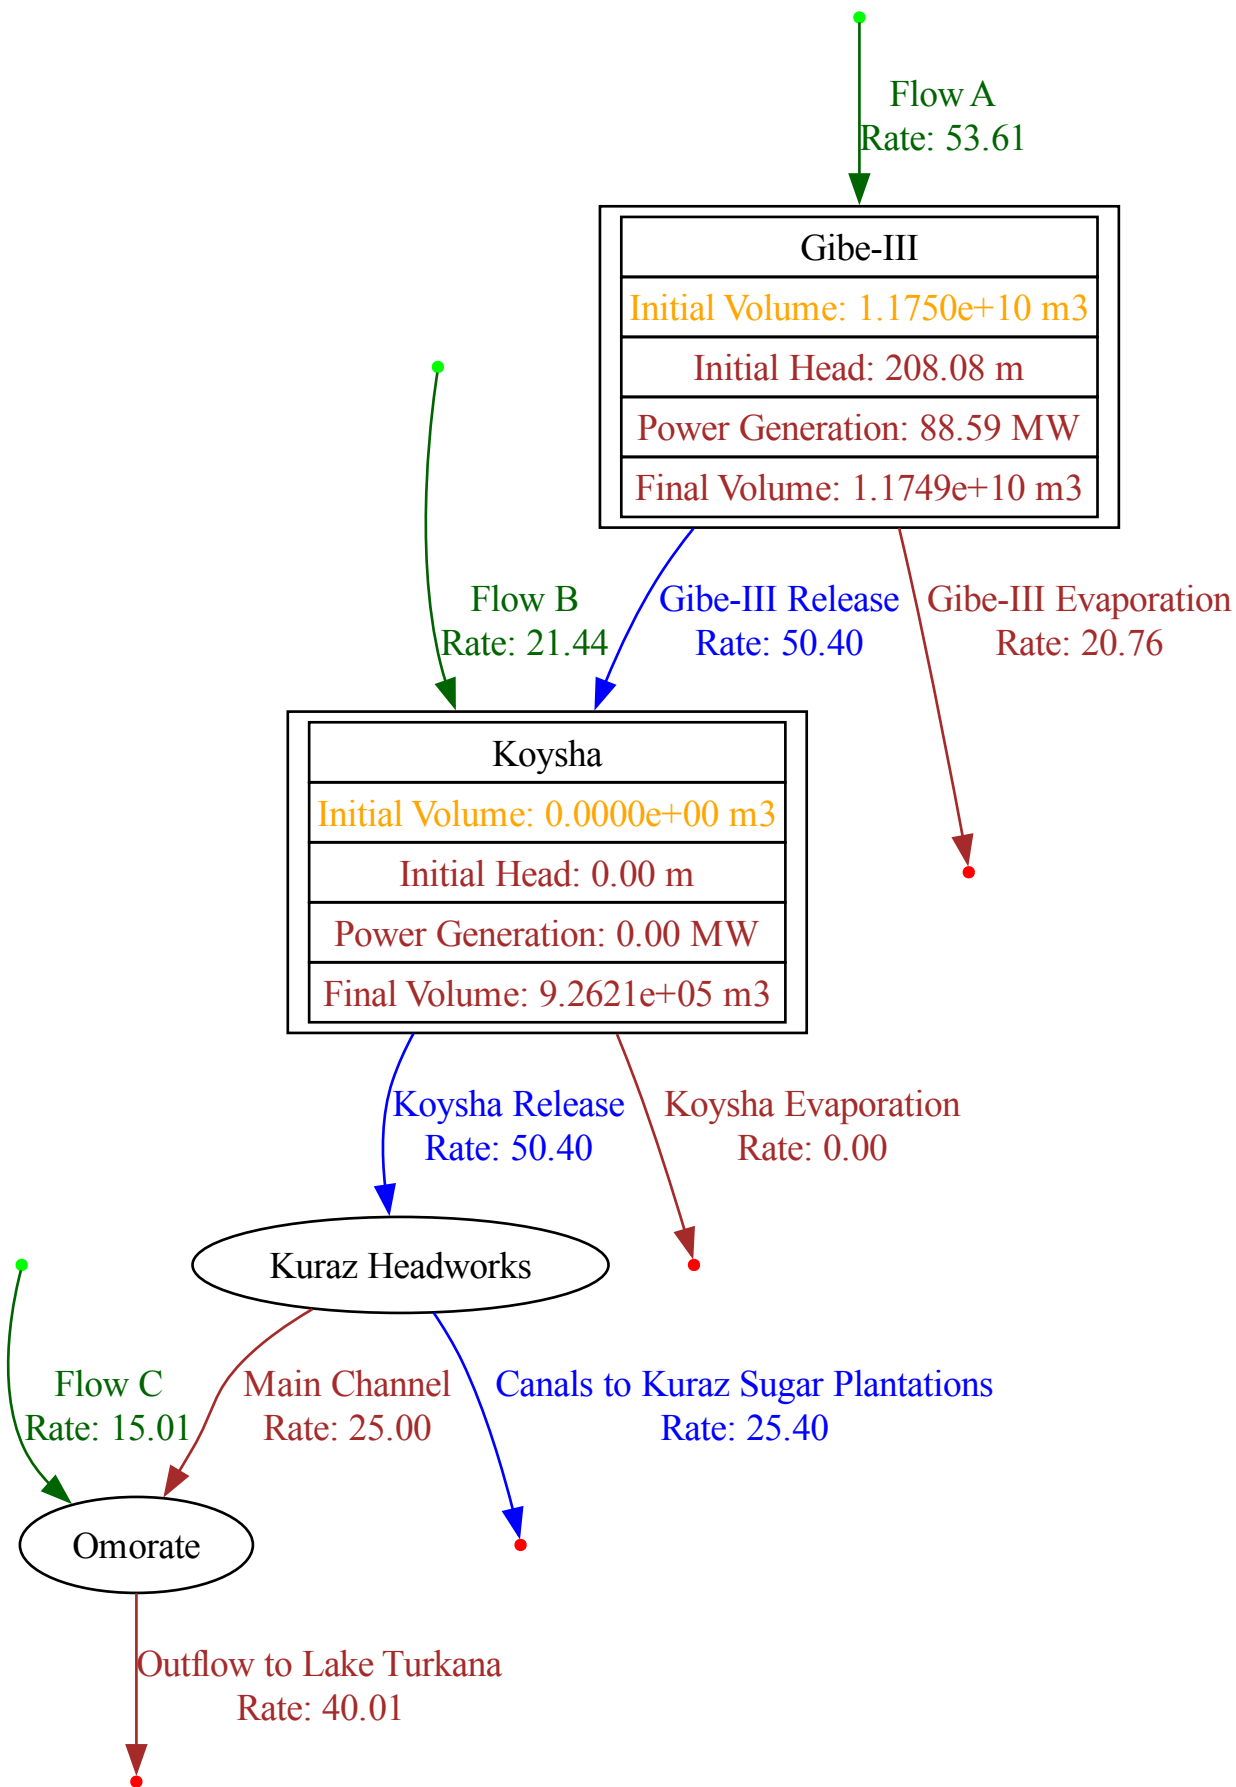 Flow A
Rate: 53.61
Gibe-III
Initial Volume: 1.1750e+10 m3
Initial Head: 208.08 m
Power Generation: 88.59 MW
Final Volume: 1.1749e+10 m3
Flow B
Rate: 21.44
Gibe-III Release
Rate: 50.40
Gibe-III Evaporation
Rate: 20.76
Koysha
Initial Volume: 0.0000e+00 m3
Initial Head: 0.00 m
Power Generation: 0.00 MW
Final Volume: 9.2621e+05 m3
Koysha Release
Rate: 50.40
Koysha Evaporation
Rate: 0.00
Kuraz Headworks
Flow C
Rate: 15.01
Main Channel
Rate: 25.00
Canals to Kuraz Sugar Plantations
Rate: 25.40
Omorate
Outflow to Lake Turkana
Rate: 40.01